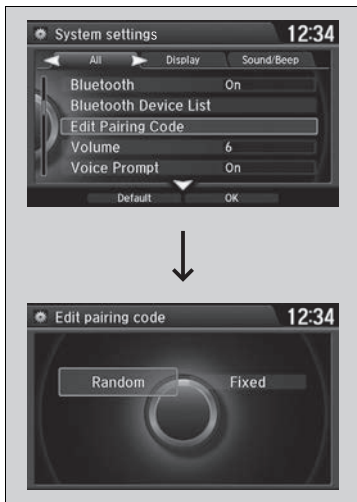 System settings 12:34
All Display Sound/Beep
Bluetooth On
Bluetooth Device List
Edit Pairing Code
Volume 6
Voice Prompt On
Default OK
Edit pairing code 12:34
Random Fixed